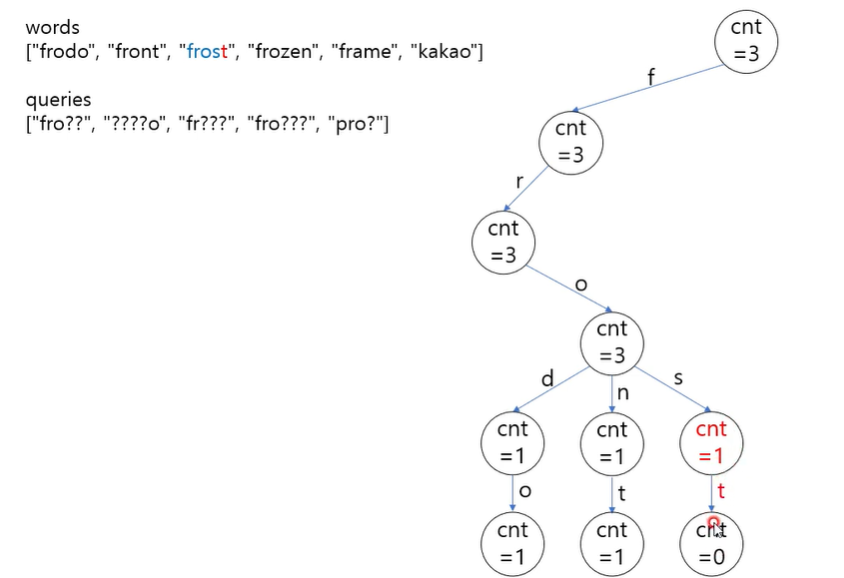 words
["frodo", "front", "frost", "frozen", "frame", "kakao"]
queries
["fro??", "????o", "fr???", "fro???", "pro?"]
cnt
=3
f
cnt
=3
r
cnt
=3
o
cnt
=3
d
n
s
cnt
=1
cnt
=1
cnt
=1
o
t
t
cnt
=1
cnt
=1
cnt
=0